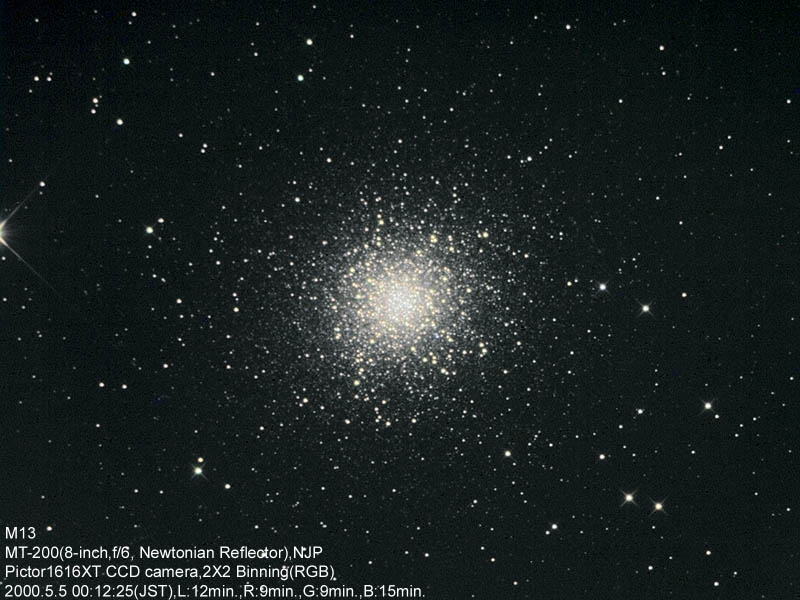 M13
MT-200(8-inch,f/6, Newtonian Reflector),NJP
Pictor1616XT CCD camera,2X2 Binning(RGB)
2000.5.5 00:12:25(JST),L:12min.,R:9min.,G:9min.,B:15min.